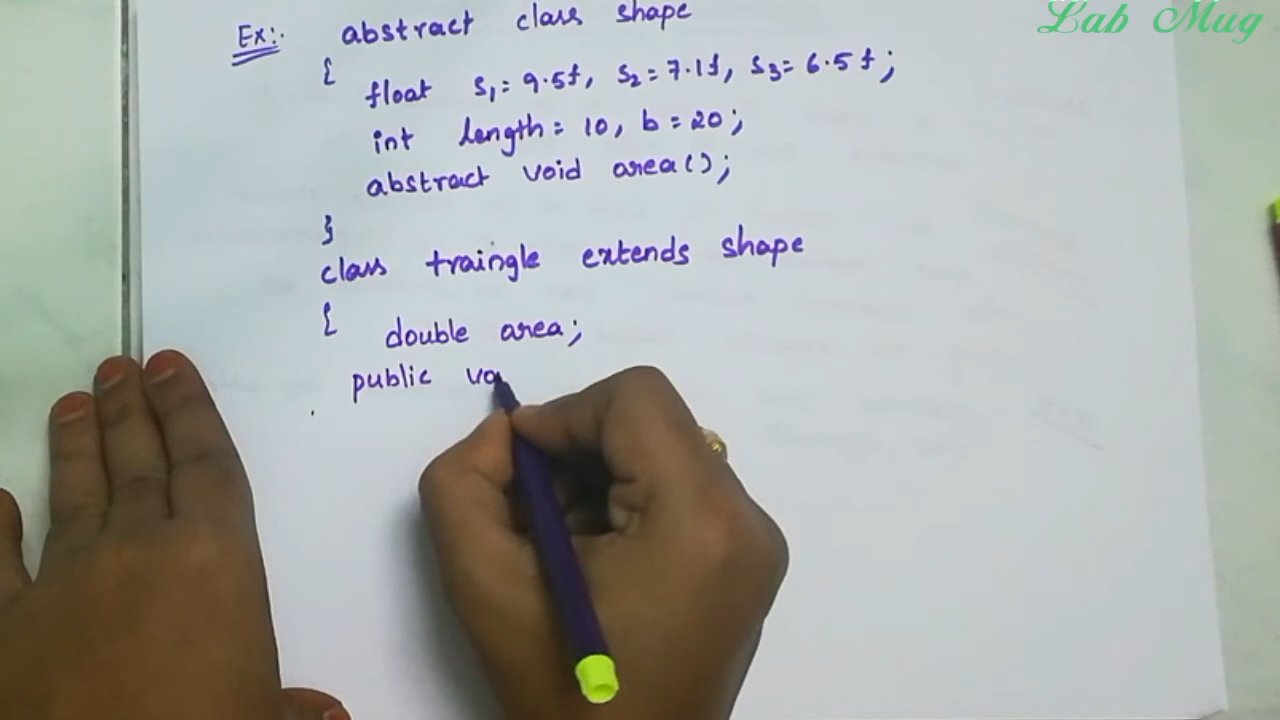 Lab Mug
Ex:- abstract class shape
{
float s1 = 9.5f, s2 = 7.1f, s3 = 6.5f;
int length = 10, b = 20;
abstract void area();
}
class traingle extends shape
{ double area;
public vo